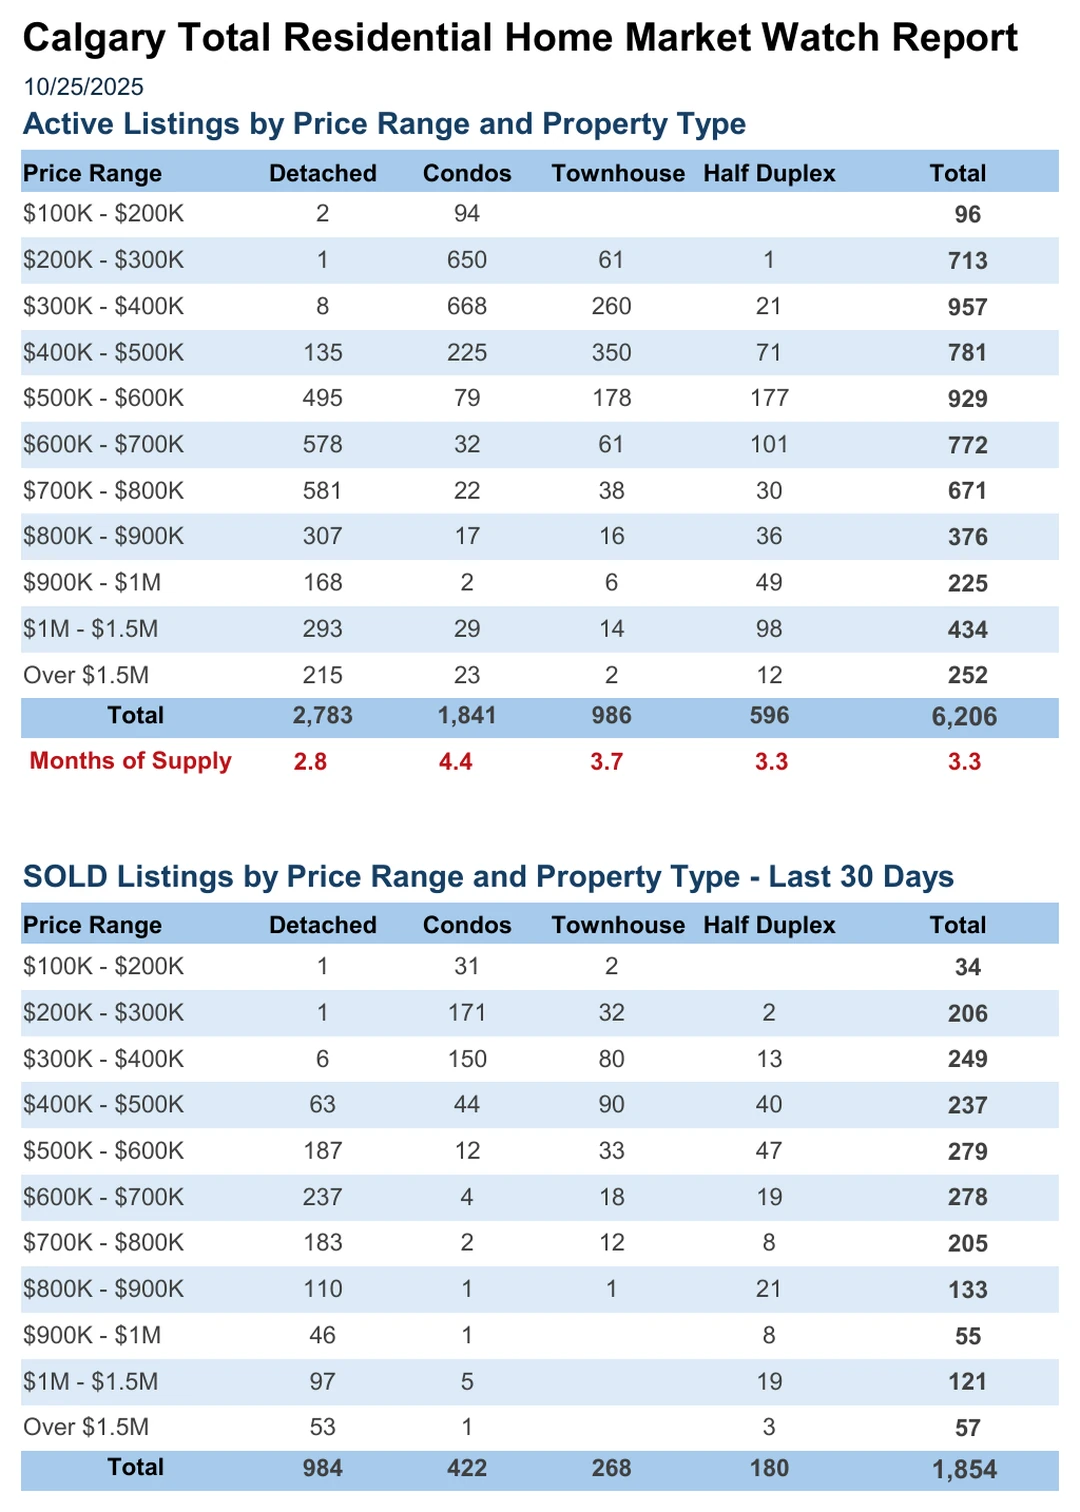 Calgary Total Residential Home Market Watch Report
10/25/2025
Active Listings by Price Range and Property Type
Price Range Detached Condos Townhouse Half Duplex Total
$100K - $200K 2 94 96
$200K - $300K 1 650 61 1 713
$300K - $400K 8 668 260 21 957
$400K - $500K 135 225 350 71 781
$500K - $600K 495 79 178 177 929
$600K - $700K 578 32 61 101 772
$700K - $800K 581 22 38 30 671
$800K - $900K 307 17 16 36 376
$900K - $1M 168 2 6 49 225
$1M - $1.5M 293 29 14 98 434
Over $1.5M 215 23 2 12 252
Total 2,783 1,841 986 596 6,206
Months of Supply 2.8 4.4 3.7 3.3 3.3
SOLD Listings by Price Range and Property Type - Last 30 Days
Price Range Detached Condos Townhouse Half Duplex Total
$100K - $200K 1 31 2 34
$200K - $300K 1 171 32 2 206
$300K - $400K 6 150 80 13 249
$400K - $500K 63 44 90 40 237
$500K - $600K 187 12 33 47 279
$600K - $700K 237 4 18 19 278
$700K - $800K 183 2 12 8 205
$800K - $900K 110 1 1 21 133
$900K - $1M 46 1 8 55
$1M - $1.5M 97 5 19 121
Over $1.5M 53 1 3 57
Total 984 422 268 180 1,854